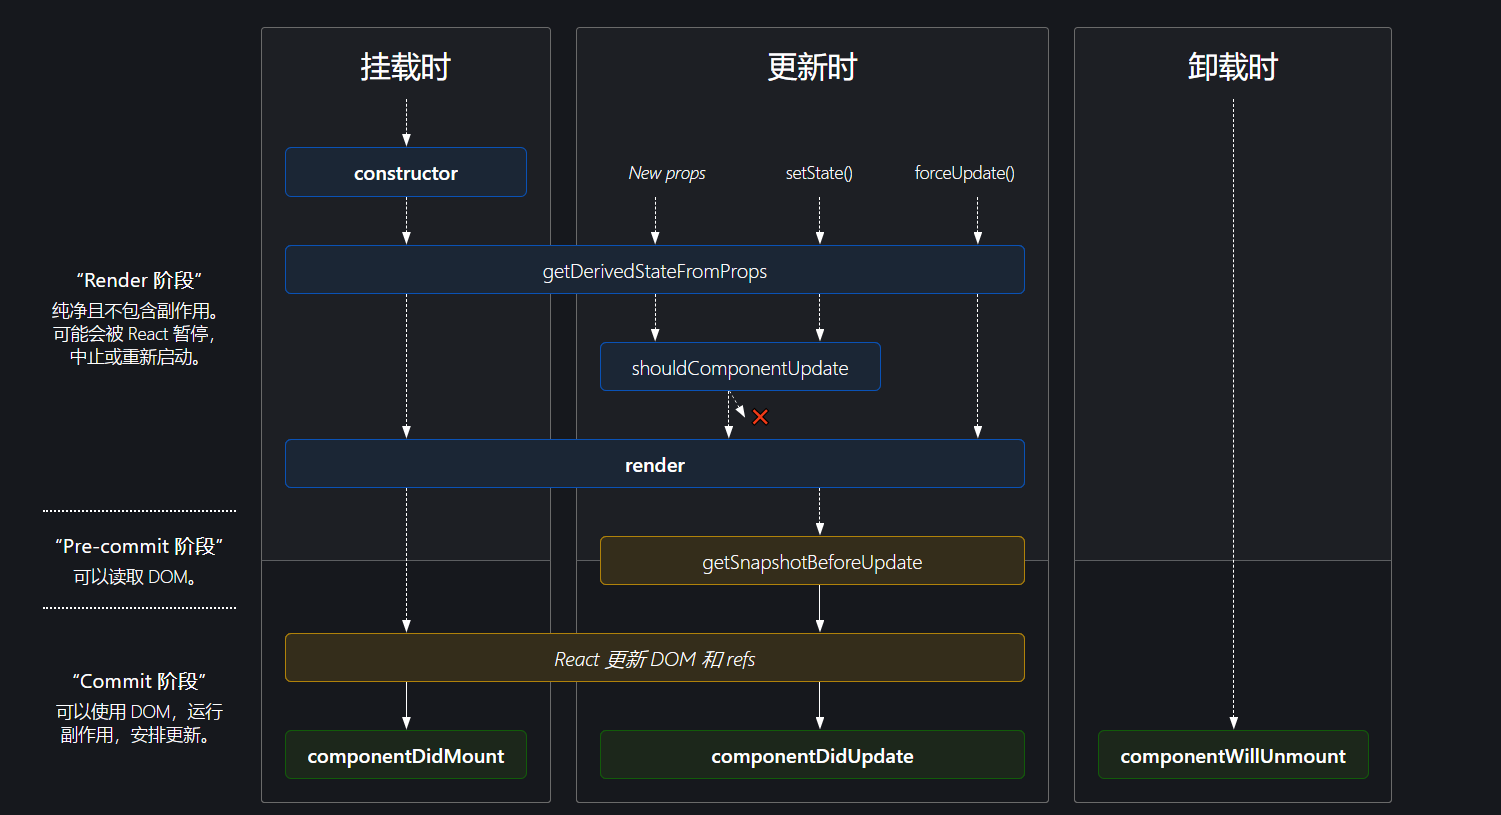 挂载时
更新时
卸载时
constructor
New props
setState()
forceUpdate()
getDerivedStateFromProps
“Render 阶段”
纯净且不包含副作用。
可能会被 React 暂停，
中止或重新启动。
shouldComponentUpdate
render
“Pre-commit 阶段”
可以读取 DOM。
getSnapshotBeforeUpdate
React 更新 DOM 和 refs
“Commit 阶段”
可以使用 DOM，运行
副作用，安排更新。
componentDidMount
componentDidUpdate
componentWillUnmount